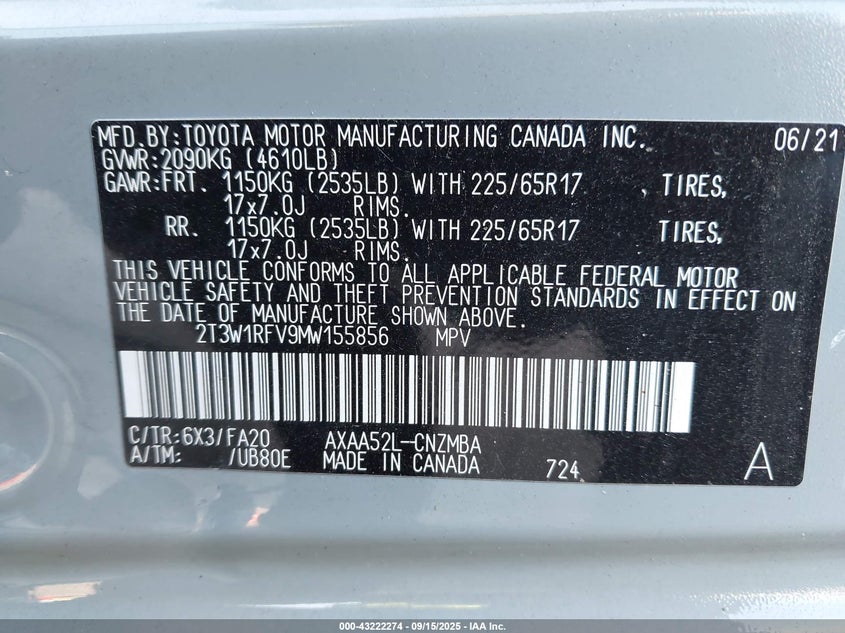 MFD.BY:TOYOTA MOTOR MANUFACTURING CANADA INC. 06/21
GVWR:2090KG (4610LB)
GAWR:FRT. 1150KG (2535LB) WITH 225/65R17 TIRES,
17x7.0J RIMS.
RR. 1150KG (2535LB) WITH 225/65R17 TIRES,
17x7.0J RIMS.
THIS VEHICLE CONFORMS TO ALL APPLICABLE FEDERAL MOTOR
VEHICLE SAFETY AND THEFT PREVENTION STANDARDS IN EFFECT ON
THE DATE OF MANUFACTURE SHOWN ABOVE.
2T3W1RFV9MW155856 MPV
C/TR:6X3/FA20 AXAA52L-CNZMBA
A/TM: /UB80E MADE IN CANADA 724 A
000-43222274 - 09/15/2025 - IAA Inc.